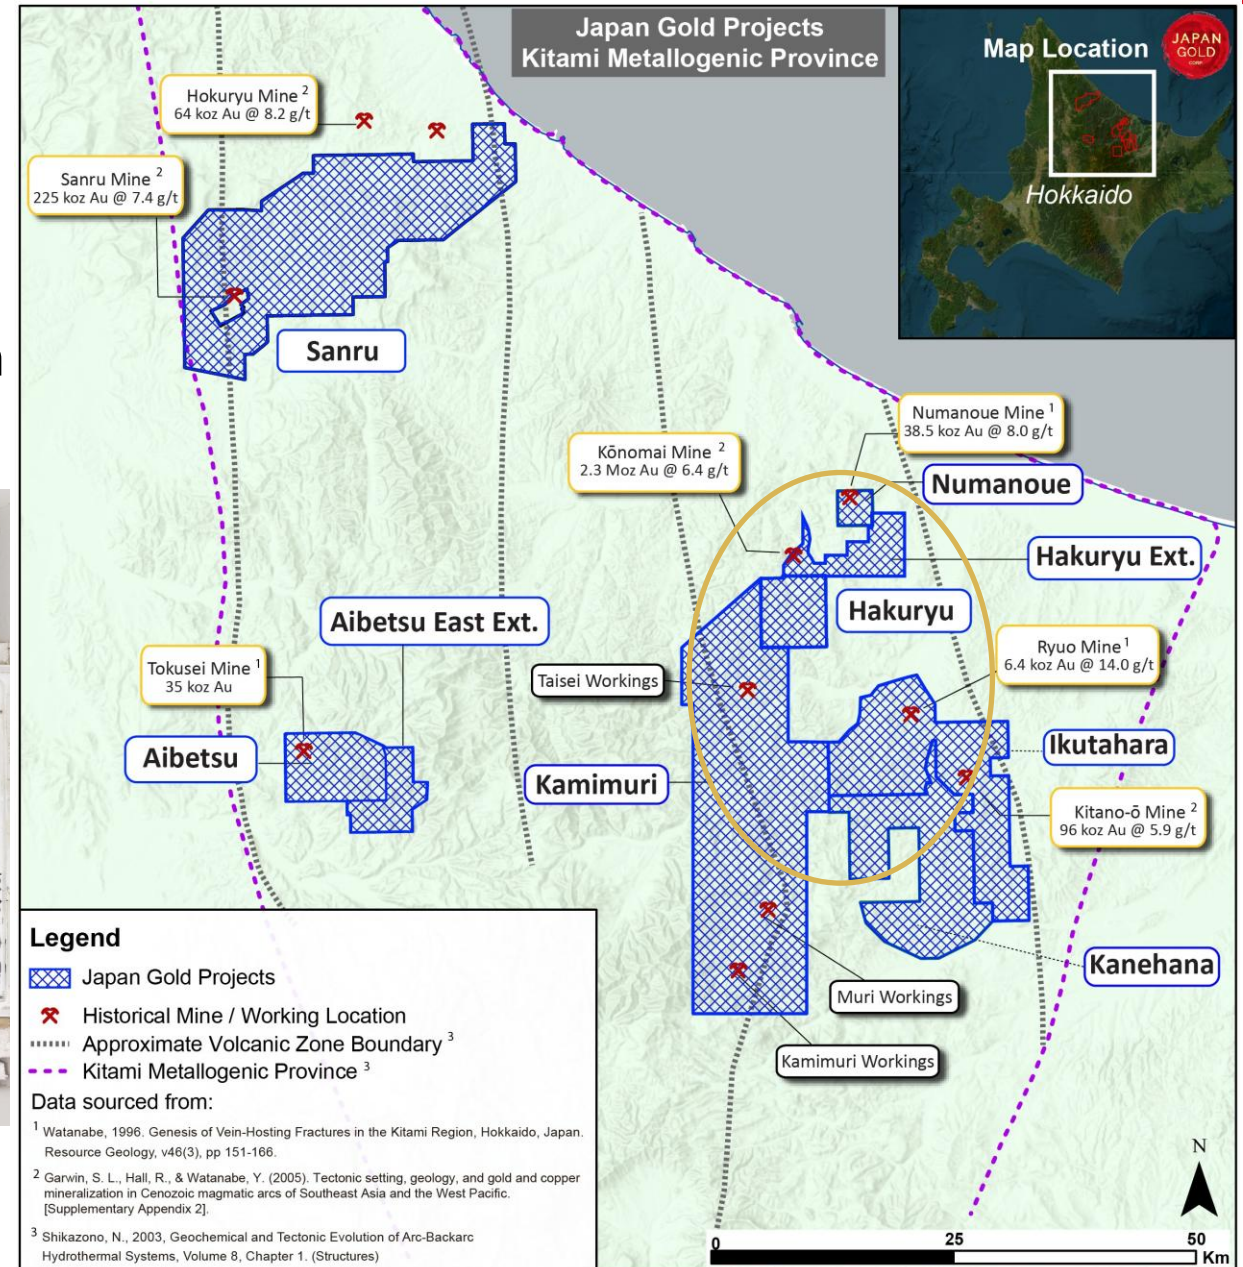 Japan Gold Projects
Kitami Metallogenic Province
Map Location
JAPAN
GOLD
CORP
Hokkaido
Hokuryu Mine 2
64 koz Au @ 8.2 g/t
Sanru Mine 2
225 koz Au @ 7.4 g/t
Sanru
Numanoue Mine 1
38.5 koz Au @ 8.0 g/t
Kōnomai Mine 2
2.3 Moz Au @ 6.4 g/t
Numanoue
Hakuryu Ext.
Hakuryu
Aibetsu East Ext.
Ryuo Mine 1
6.4 koz Au @ 14.0 g/t
Tokusei Mine 1
35 koz Au
Taisei Workings
Aibetsu
Ikutahara
Kamimuri
Kitano-ō Mine 2
96 koz Au @ 5.9 g/t
Kanehana
Muri Workings
Kamimuri Workings
Legend
Japan Gold Projects
Historical Mine / Working Location
Approximate Volcanic Zone Boundary 3
Kitami Metallogenic Province 3
Data sourced from:
1 Watanabe, 1996. Genesis of Vein-Hosting Fractures in the Kitami Region, Hokkaido, Japan.
Resource Geology, v46(3), pp 151-166.
2 Garwin, S. L., Hall, R., & Watanabe, Y. (2005). Tectonic setting, geology, and gold and copper
mineralization in Cenozoic magmatic arcs of Southeast Asia and the West Pacific.
[Supplementary Appendix 2].
3 Shikazono, N., 2003, Geochemical and Tectonic Evolution of Arc-Backarc
Hydrothermal Systems, Volume 8, Chapter 1. (Structures)
N
0 25 50
Km